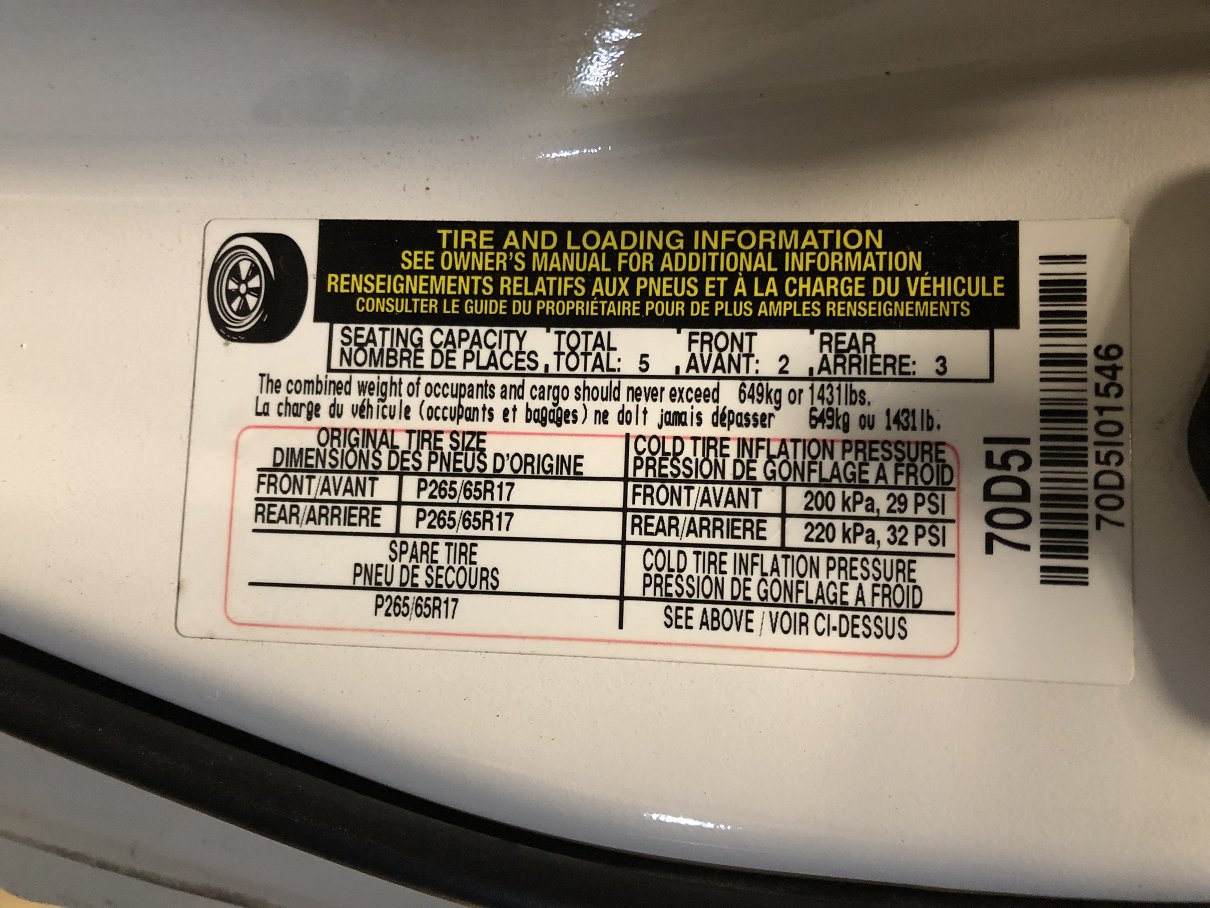 TIRE AND LOADING INFORMATION
SEE OWNER'S MANUAL FOR ADDITIONAL INFORMATION
RENSEIGNEMENTS RELATIFS AUX PNEUS ET À LA CHARGE DU VÉHICULE
CONSULTER LE GUIDE DU PROPRIÉTAIRE POUR DE PLUS AMPLES RENSEIGNEMENTS
SEATING CAPACITY TOTAL FRONT REAR
NOMBRE DE PLACES TOTAL: 5 AVANT: 2 ARRIERE: 3
The combined weight of occupants and cargo should never exceed 649kg or 1431lbs.
La charge du véhicule (occupants et bagages) ne doit jamais dépasser 649kg ou 1431lb.
ORIGINAL TIRE SIZE COLD TIRE INFLATION PRESSURE
DIMENSIONS DES PNEUS D'ORIGINE PRESSION DE GONFLAGE A FROID
FRONT/AVANT P265/65R17 FRONT/AVANT 200 kPa, 29 PSI
REAR/ARRIERE P265/65R17 REAR/ARRIERE 220 kPa, 32 PSI
SPARE TIRE COLD TIRE INFLATION PRESSURE
PNEU DE SECOURS PRESSION DE GONFLAGE A FROID
P265/65R17 SEE ABOVE / VOIR CI-DESSUS
70D5I
70D5I01546